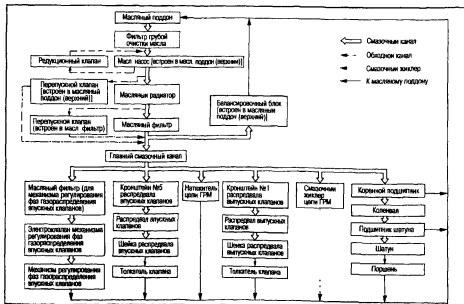 Масляный поддон
Фильтр грубой
очистки масла
Редукционный клапан
Масл насос [встроен в масл. поддон (верхний)]
Перепускной клапан
[встроен в масляный
поддон (верхний)]
Масляный радиатор
Перепускной клапан
(встроен в масл фильтр)
Масляный фильтр
Балансировочный блок
[встроен в масляный
поддон (верхний)]
Смазочный канал
Обходной канал
Смазочный жиклер
К масляному поддону
Главный смазочный канал
Масляный фильтр (для
механизма регулирования
фаз газораспределения
впускных клапанов)
Электроклапан механизма
регулирования фаз
газораспределения
впускных клапанов
Механизм регулирования
фаз газораспределения
впускных клапанов
Кронштейн №5
распредвала
впускных
клапанов
Распредвал впускных
клапанов
Шейка распредвала
впускных клапанов
Толкатель клапана
Натяжитель
цепи ГРМ
Кронштейн №1
распредвала
выпускных
клапанов
Распредвал выпускных
клапанов
Шейка распредвала
выпускных клапанов
Толкатель клапана
Смазочный
жиклер
цепи ГРМ
Коренной подшипник
Коленвал
Подшипник шатуна
Шатун
Поршень